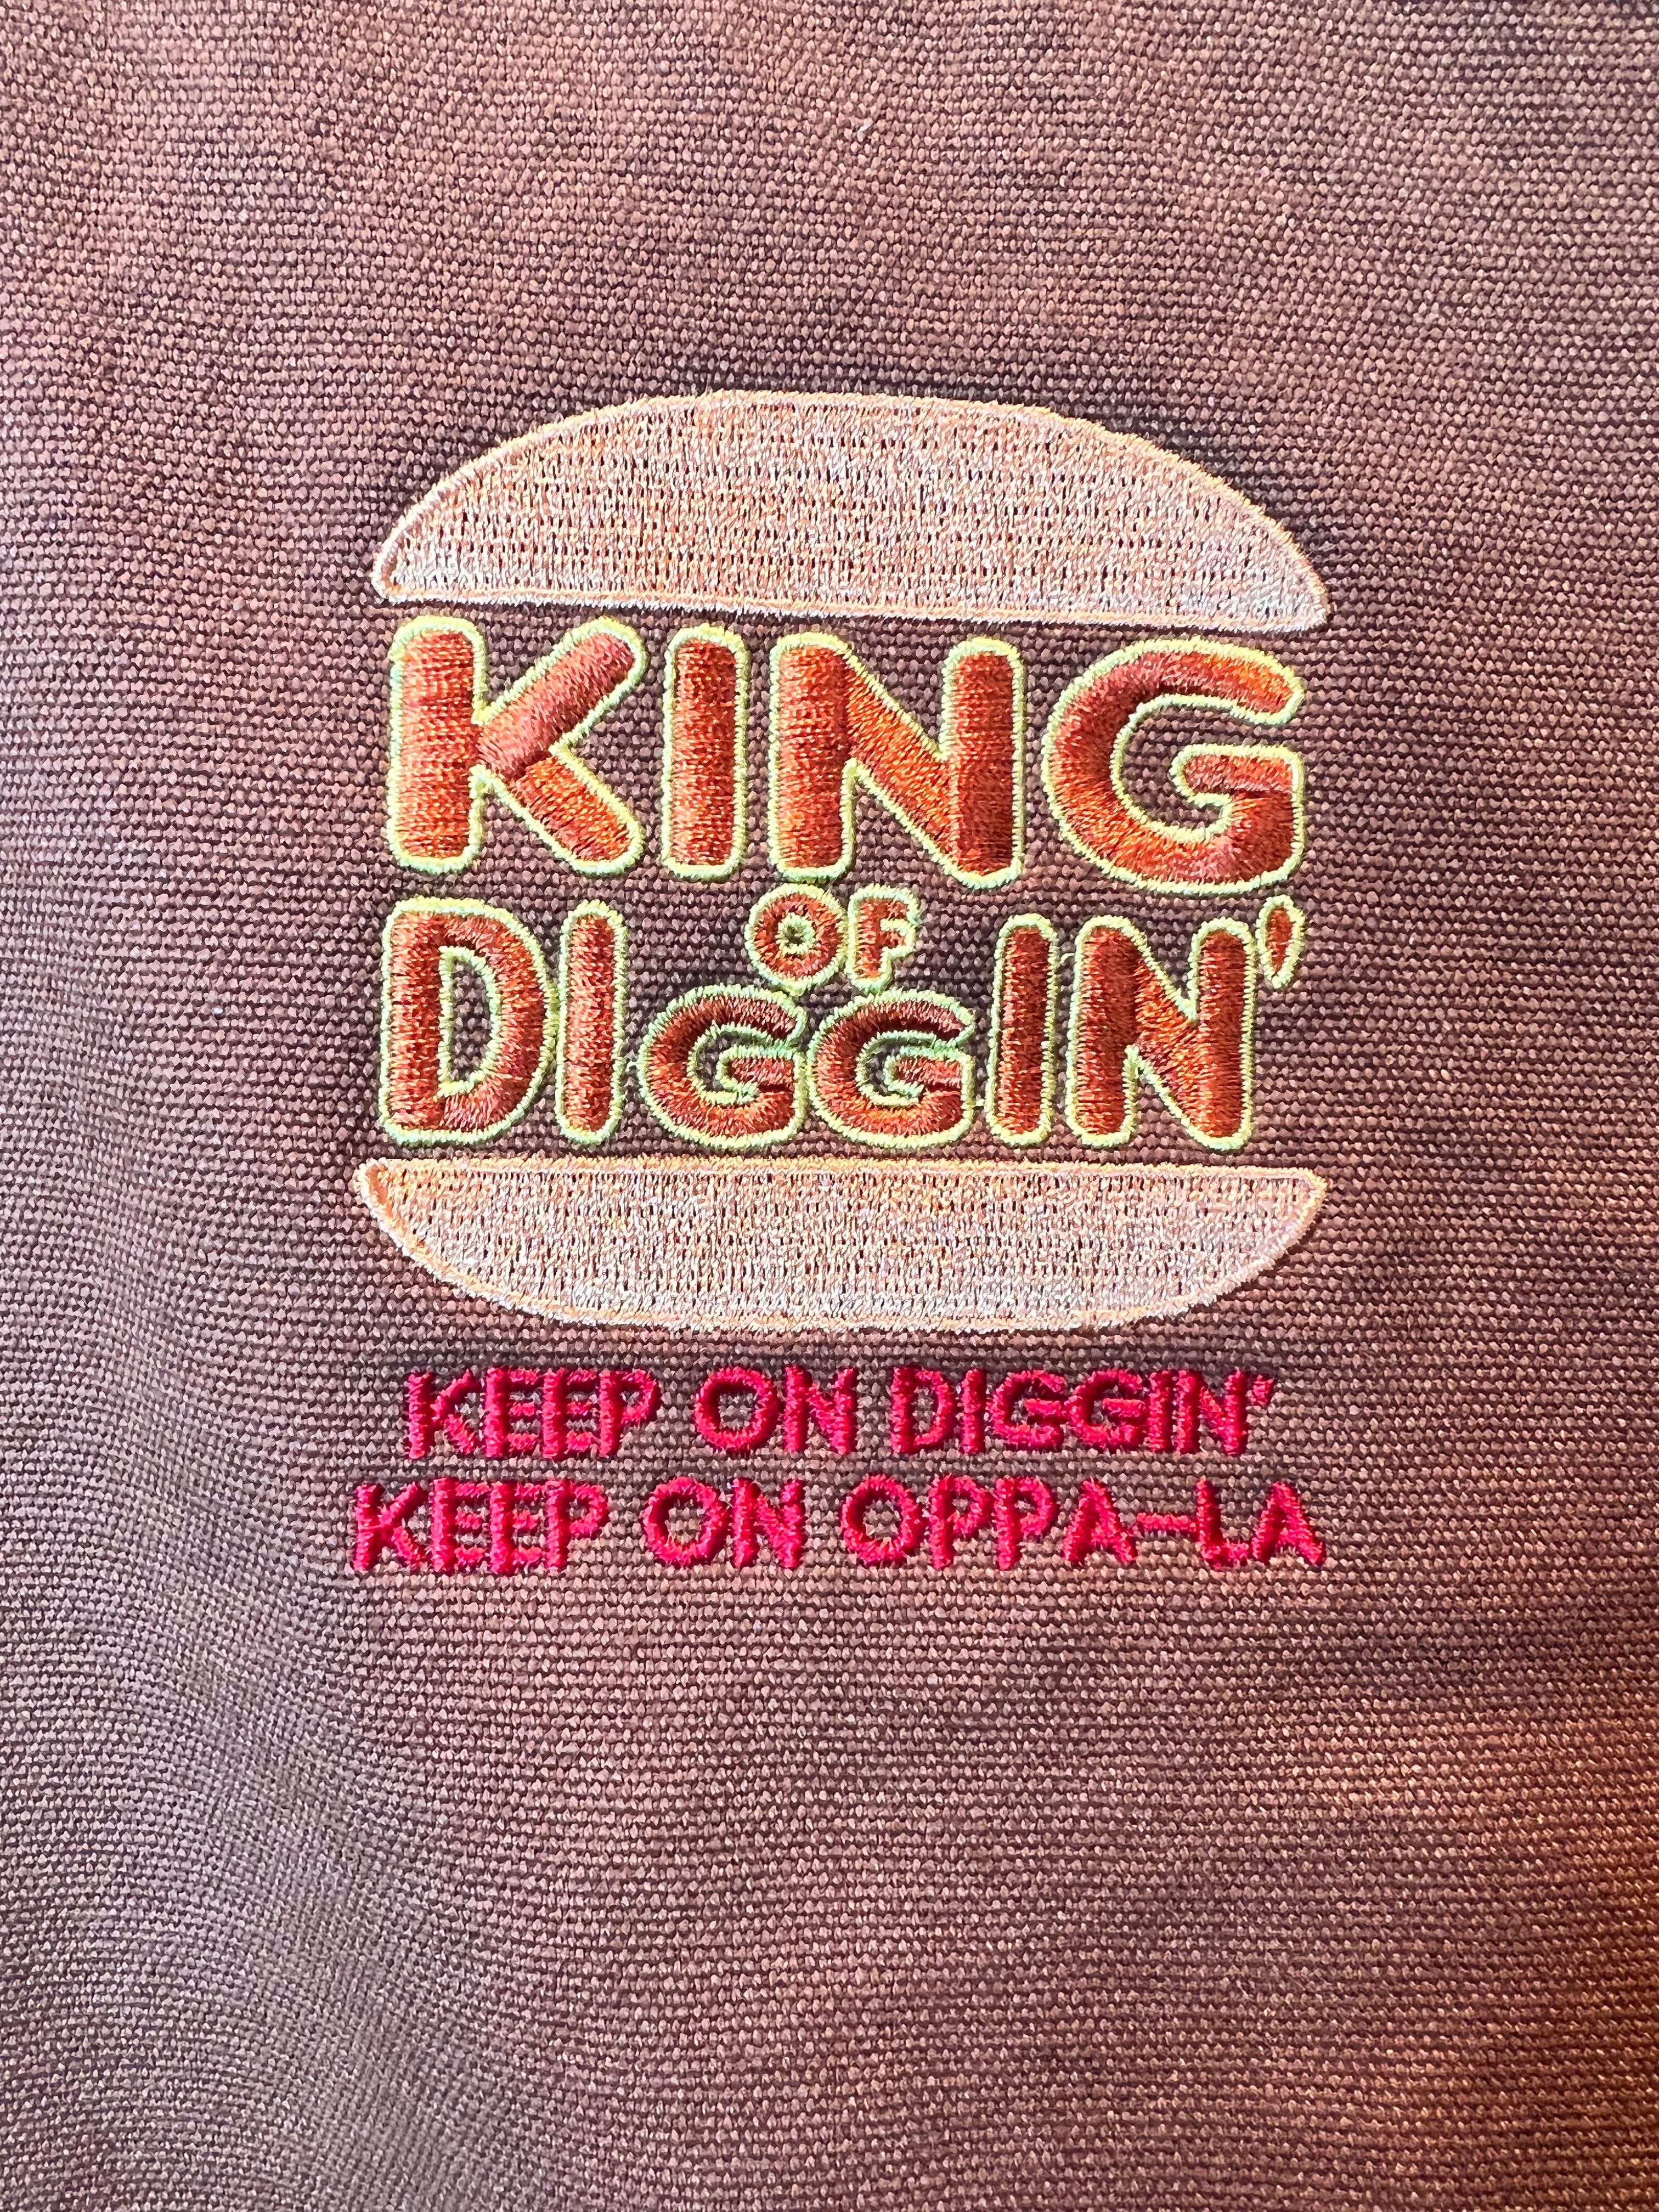 KING
OF
DIGGIN'
KEEP ON DIGGIN'
KEEP ON OPPA-LA